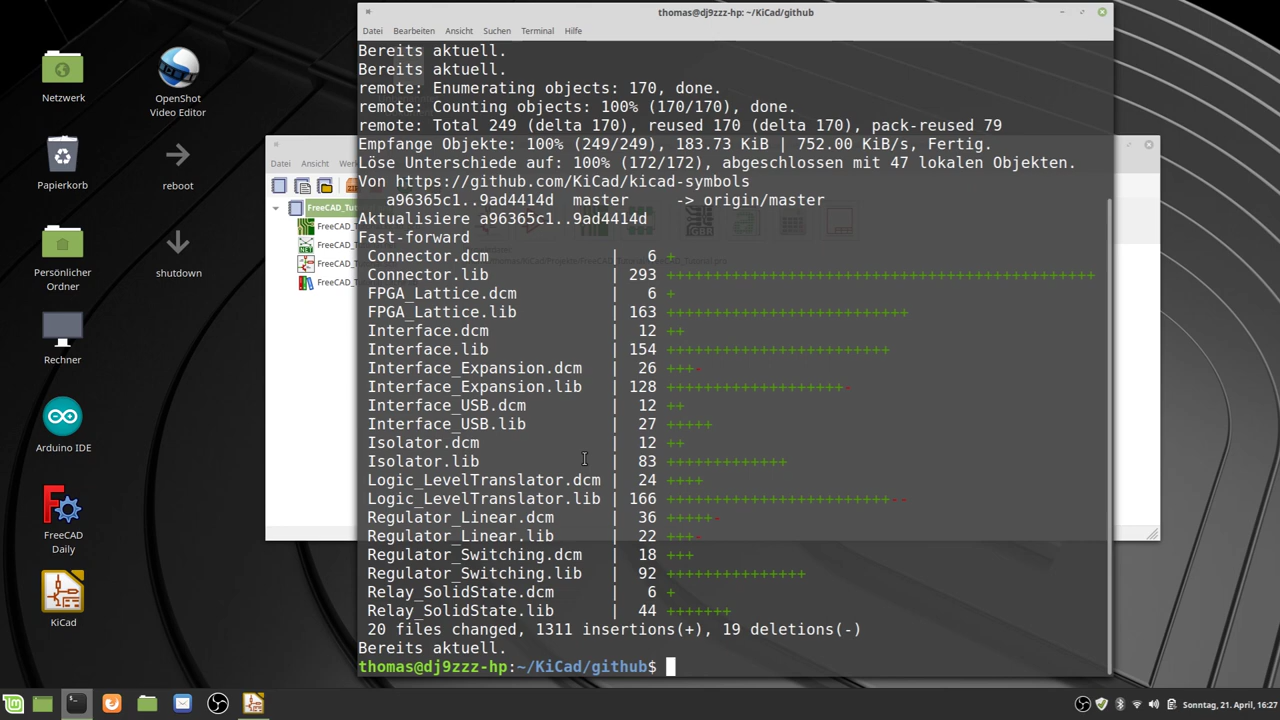 thomas@dj9zzz-hp: ~/KiCad/github
Datei Bearbeiten Ansicht Suchen Terminal Hilfe
Bereits aktuell.
Bereits aktuell.
remote: Enumerating objects: 170, done.
remote: Counting objects: 100% (170/170), done.
remote: Total 249 (delta 170), reused 170 (delta 170), pack-reused 79
Empfange Objekte: 100% (249/249), 183.73 KiB | 752.00 KiB/s, Fertig.
Löse Unterschiede auf: 100% (172/172), abgeschlossen mit 47 lokalen Objekten.
Von https://github.com/KiCad/kicad-symbols
a96365c1..9ad4414d master -> origin/master
Aktualisiere a96365c1..9ad4414d
Fast-forward
Connector.dcm | 6 +
Connector.lib | 293 ++++++++++++++++++++++++++++++++++++++++++++++
FPGA_Lattice.dcm | 6 +
FPGA_Lattice.lib | 163 ++++++++++++++++++++++++++
Interface.dcm | 12 ++
Interface.lib | 154 ++++++++++++++++++++++++
Interface_Expansion.dcm | 26 +++-
Interface_Expansion.lib | 128 +++++++++++++++++++-
Interface_USB.dcm | 12 ++
Interface_USB.lib | 27 +++++
Isolator.dcm | 12 ++
Isolator.lib | 83 +++++++++++++
Logic_LevelTranslator.dcm | 24 ++++
Logic_LevelTranslator.lib | 166 ++++++++++++++++++++++++--
Regulator_Linear.dcm | 36 +++++-
Regulator_Linear.lib | 22 +++-
Regulator_Switching.dcm | 18 +++
Regulator_Switching.lib | 92 +++++++++++++++
Relay_SolidState.dcm | 6 +
Relay_SolidState.lib | 44 +++++++
20 files changed, 1311 insertions(+), 19 deletions(-)
Bereits aktuell.
thomas@dj9zzz-hp:~/KiCad/github$
Netzwerk
OpenShot
Video Editor
Papierkorb
reboot
Persönlicher
Ordner
shutdown
Rechner
Arduino IDE
FreeCAD
Daily
KiCad
Datei Ansicht
FreeCAD_Tu
FreeCAD
FreeCAD
FreeCAD
FreeCAD
Sonntag, 21. April, 16:27